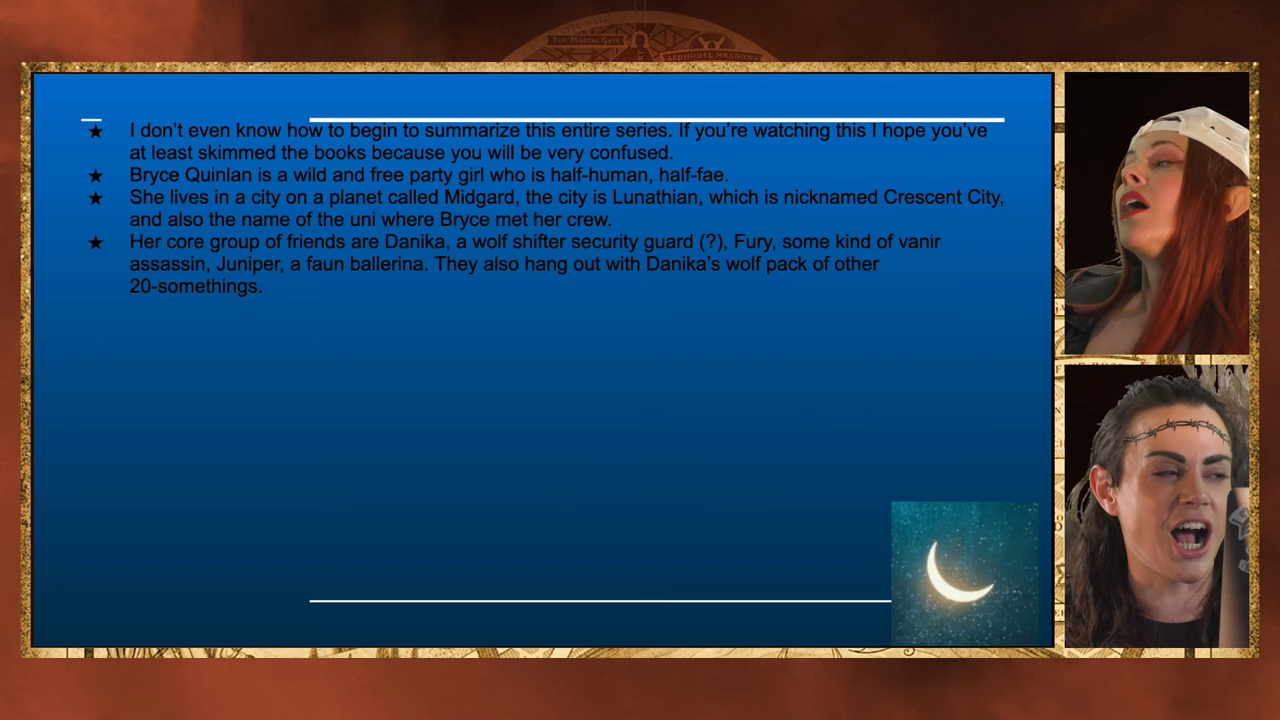 THE MORTAL GATE
ASPHODEL MEADOWS
★ I don't even know how to begin to summarize this entire series. If you're watching this I hope you've
at least skimmed the books because you will be very confused.
★ Bryce Quinlan is a wild and free party girl who is half-human, half-fae.
★ She lives in a city on a planet called Midgard, the city is Lunathian, which is nicknamed Crescent City,
and also the name of the uni where Bryce met her crew.
★ Her core group of friends are Danika, a wolf shifter security guard (?), Fury, some kind of vanir
assassin, Juniper, a faun ballerina. They also hang out with Danika's wolf pack of other
20-somethings.